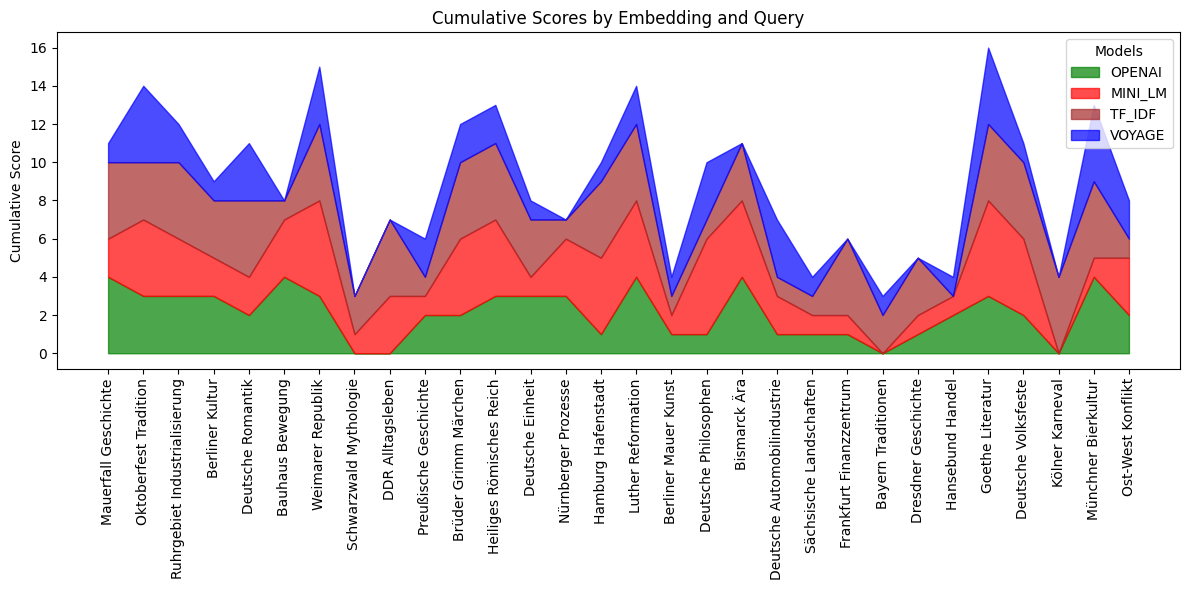 Cumulative Scores by Embedding and Query
Cumulative Score
16
14
12
10
8
6
4
2
0
Models
OPENAI
MINI_LM
TF_IDF
VOYAGE
Mauerfall Geschichte
Oktoberfest Tradition
Ruhrgebiet Industrialisierung
Berliner Kultur
Deutsche Romantik
Bauhaus Bewegung
Weimarer Republik
Schwarzwald Mythologie
DDR Alltagsleben
Preußische Geschichte
Brüder Grimm Märchen
Heiliges Römisches Reich
Deutsche Einheit
Nürnberger Prozesse
Hamburg Hafenstadt
Luther Reformation
Berliner Mauer Kunst
Deutsche Philosophen
Bismarck Ära
Deutsche Automobilindustrie
Sächsische Landschaften
Frankfurt Finanzzentrum
Bayern Traditionen
Dresdner Geschichte
Hansebund Handel
Goethe Literatur
Deutsche Volksfeste
Kölner Karneval
Münchner Bierkultur
Ost-West Konflikt